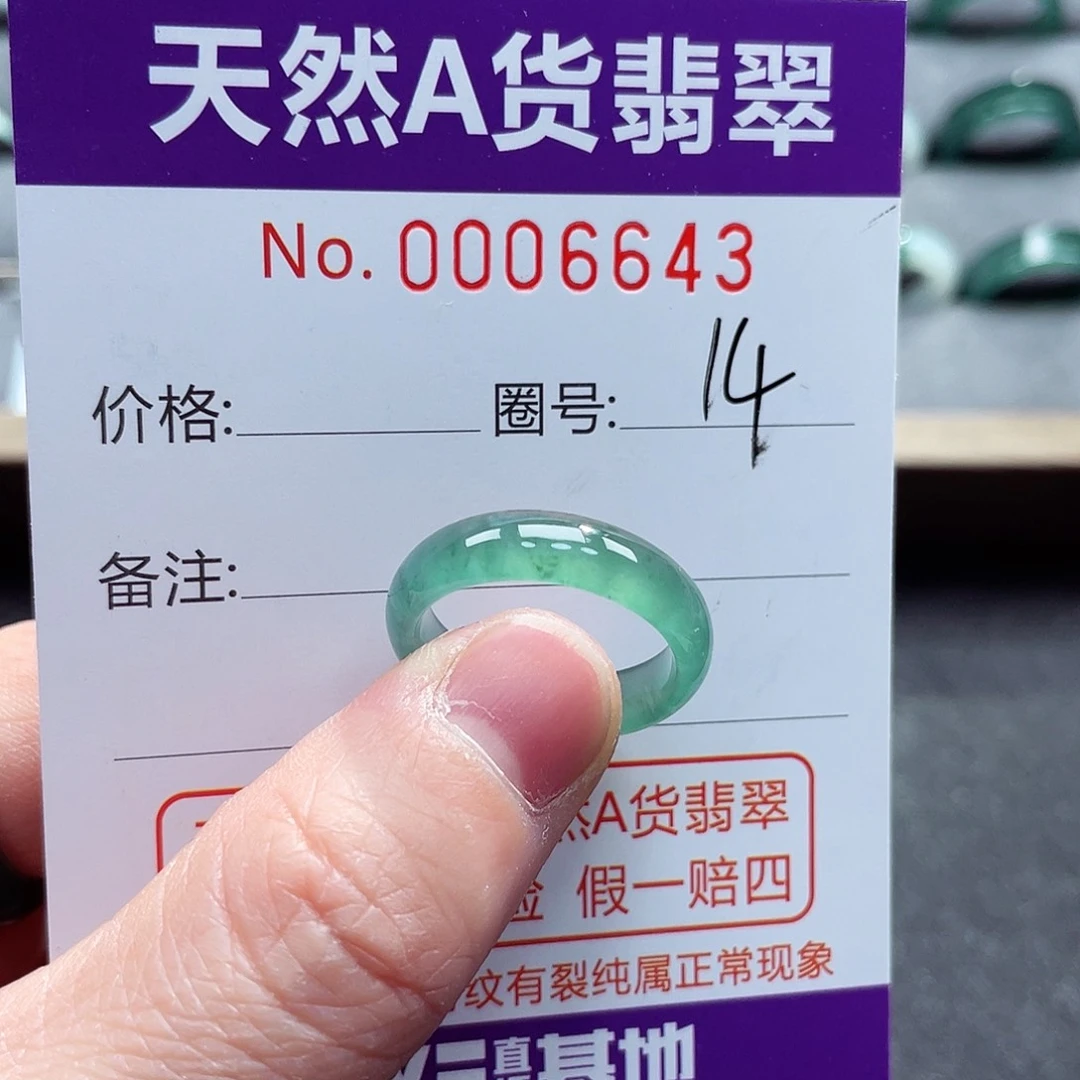 天然A货翡翠
No. 0006643
价格: 圈号: 14
备注:
然A货翡翠
假一赔四
纹有裂纯属正常现象
基地